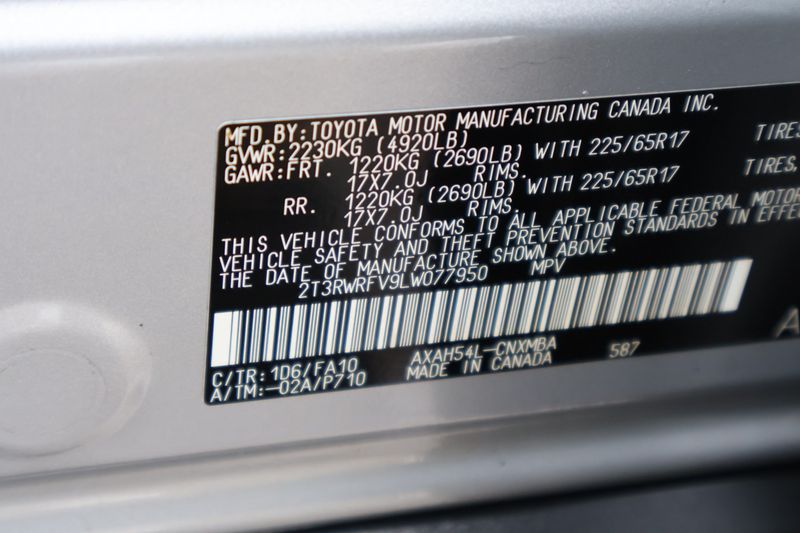 MFD.BY:TOYOTA MOTOR MANUFACTURING CANADA INC.
GVWR:2230KG (4920LB)
GAWR:FRT. 1220KG (2690LB) WITH 225/65R17 TIRES
17X7.0J RIMS.
RR. 1220KG (2690LB) WITH 225/65R17 TIRES,
17X7.0J RIMS.
THIS VEHICLE CONFORMS TO ALL APPLICABLE FEDERAL MOTOR
VEHICLE SAFETY AND THEFT PREVENTION STANDARDS IN EFFE
THE DATE OF MANUFACTURE SHOWN ABOVE.
2T3RWRFV9LW077950 MPV
C/TR:1D6/FA10 AXAH54L-CNXMBA 587 A
A/TM:-02A/P710 MADE IN CANADA